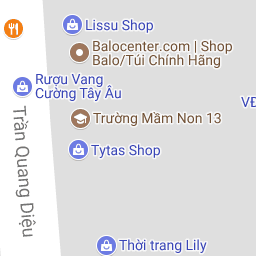 Lissu Shop
Balocenter.com | Shop
Balo/Túi Chính Hãng
Rượu Vang
Cường Tây Âu
Trường Mầm Non 13
Trần Quang Diệu
Tytas Shop
Thời trang Lily